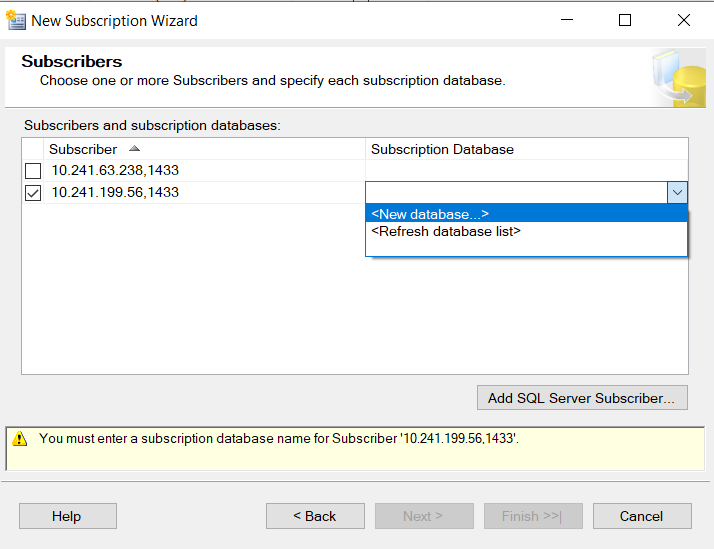 New Subscription Wizard
Subscribers
Choose one or more Subscribers and specify each subscription database.
Subscribers and subscription databases:
Subscriber Subscription Database
10.241.63.238,1433
10.241.199.56,1433
<New database...>
<Refresh database list>
Add SQL Server Subscriber...
You must enter a subscription database name for Subscriber '10.241.199.56,1433'.
Help < Back Next > Finish >>| Cancel